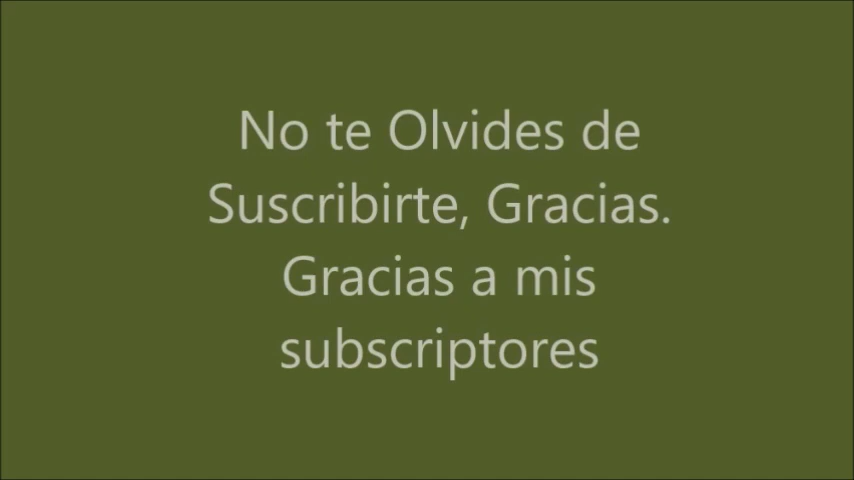 No te Olvides de
Suscribirte, Gracias.
Gracias a mis
subscriptores